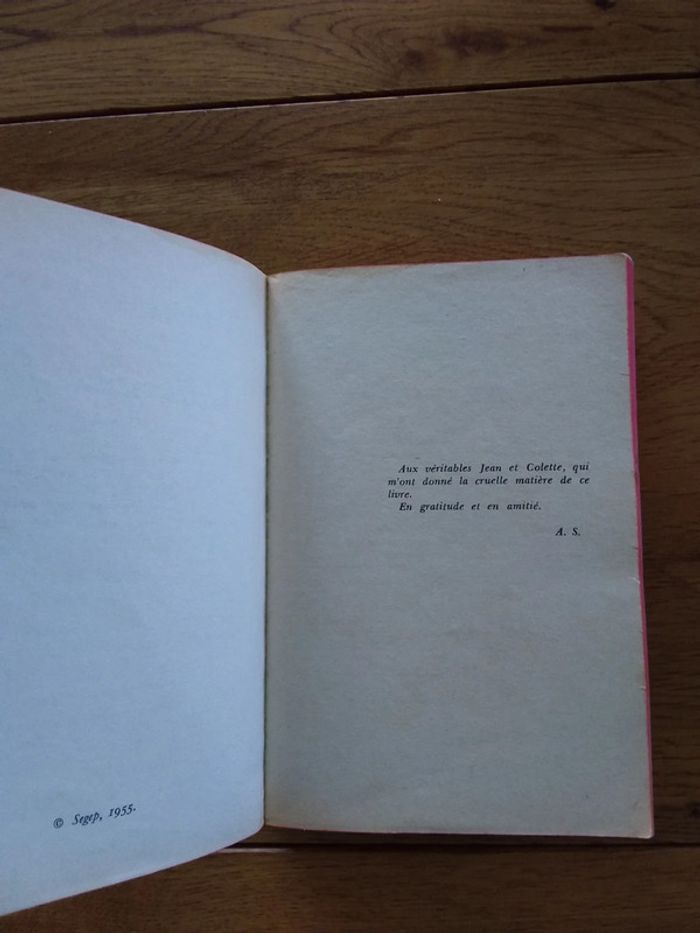 © Segep, 1955.
Aux véritables Jean et Colette, qui
m'ont donné la cruelle matière de ce
livre.
En gratitude et en amitié.
A. S.